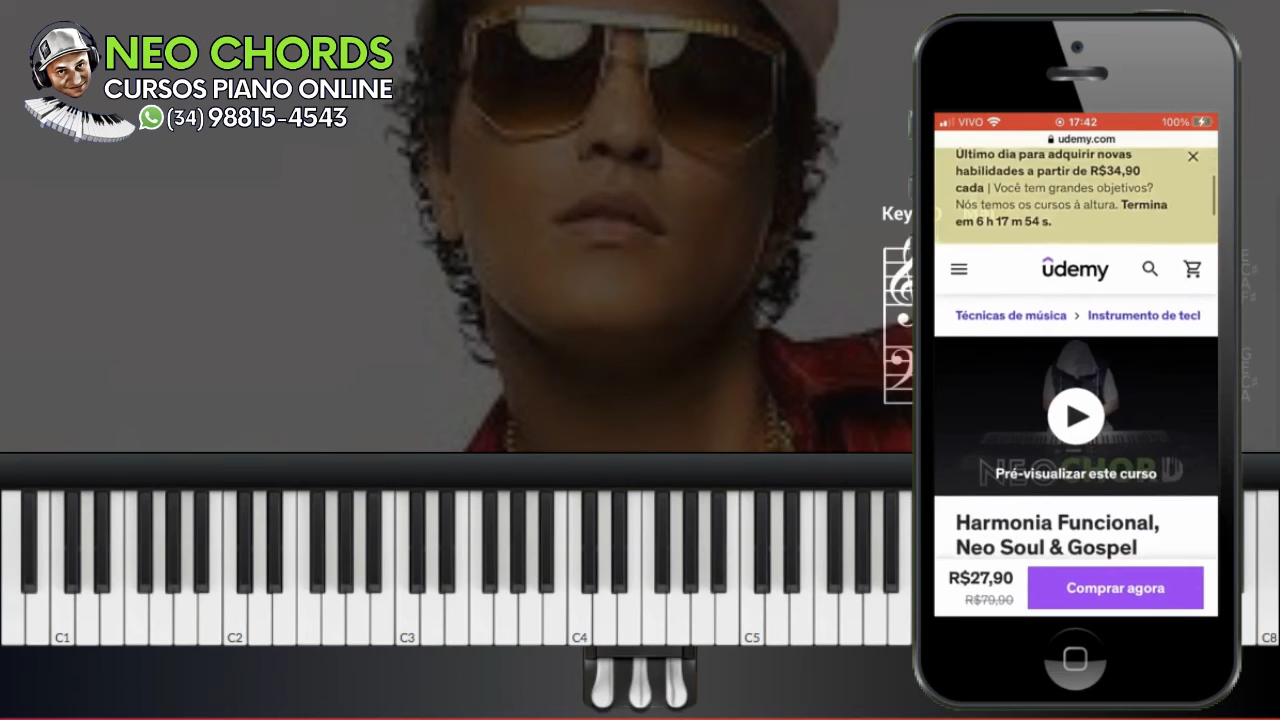 NEO CHORDS
CURSOS PIANO ONLINE
(34) 98815-4543
Key
VIVO 17:42 100%
udemy.com
Último dia para adquirir novas
habilidades a partir de R$34,90
cada | Você tem grandes objetivos?
Nós temos os cursos à altura. Termina
em 6 h 17 m 54 s.
udemy
Técnicas de música > Instrumento de tecl
NEO CHORD
Pré-visualizar este curso
Harmonia Funcional,
Neo Soul & Gospel
R$27,90
R$79,90
Comprar agora
C1 C2 C3 C4 C5 C8